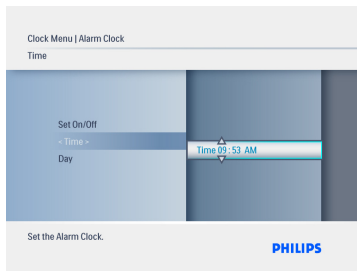 Clock Menu | Alarm Clock
Time
Set On/Off
< Time >
Day
Time 09 : 53 AM
Set the Alarm Clock.
PHILIPS